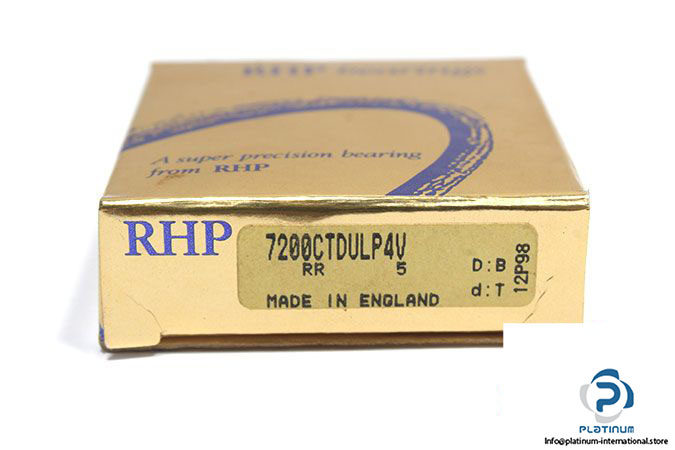 RHP bearings
A super precision bearing
from RHP
RHP
7200CTDULP4V
RR 5
MADE IN ENGLAND
D:B
d:T
12P98
PLATINUM
Info@platinum-international.store